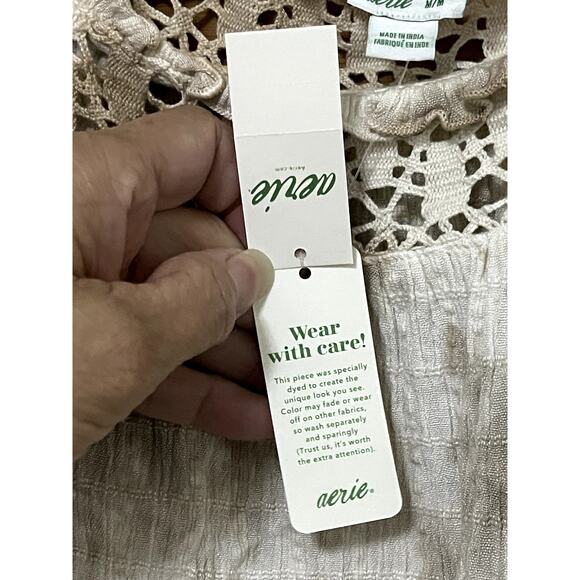 aerie M/M
MADE IN INDIA
FABRIQUÉ EN INDE
aerie
aerie.com
Wear
with care!
This piece was specially
dyed to create the
unique look you see.
Color may fade or wear
off on other fabrics,
so wash separately
and sparingly
(Trust us, it's worth
the extra attention).
aerie®